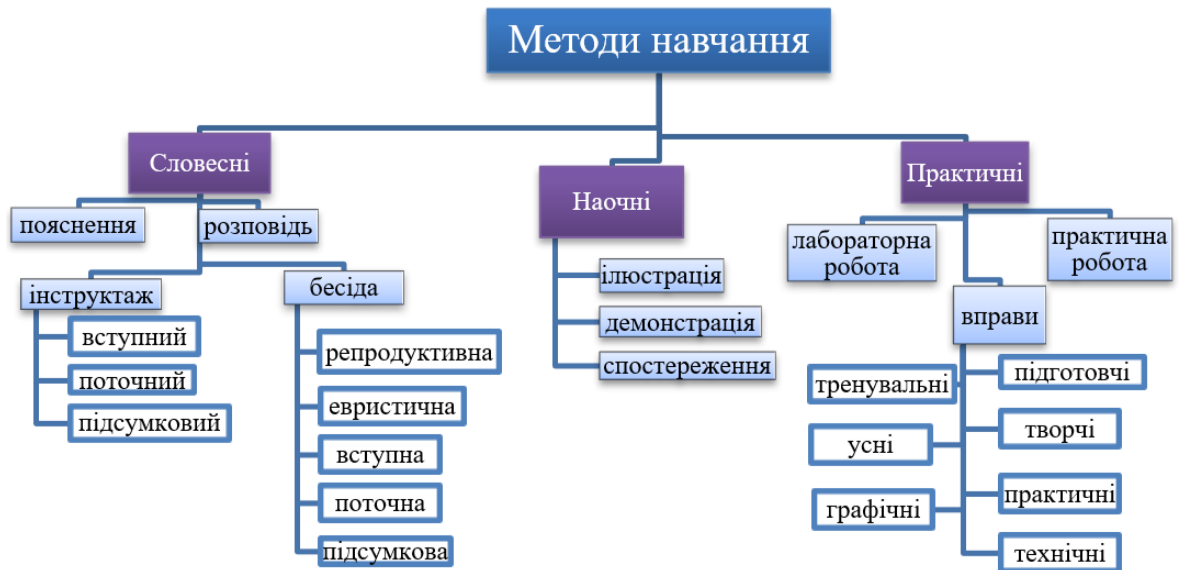 Методи навчання
Словесні
пояснення
розповідь
інструктаж
вступний
поточний
підсумковий
бесіда
репродуктивна
евристична
вступна
поточна
підсумкова
Наочні
ілюстрація
демонстрація
спостереження
Практичні
лабораторна
робота
практична
робота
вправи
тренувальні
підготовчі
усні
творчі
графічні
практичні
технічні